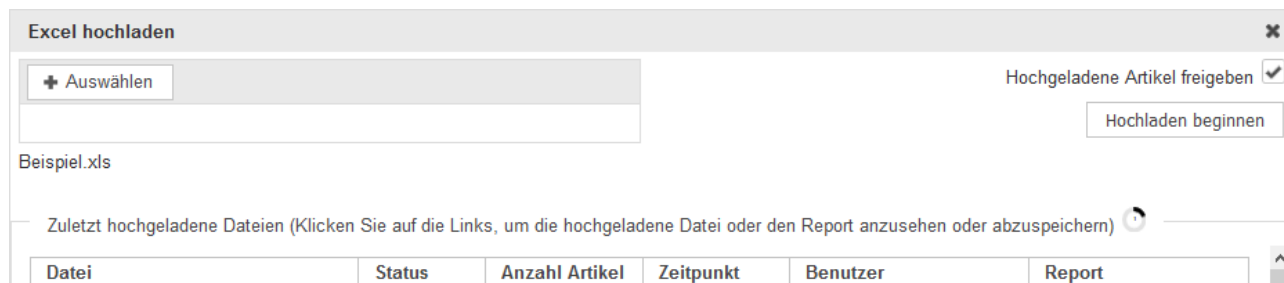 Excel hochladen
Auswählen
Hochgeladene Artikel freigeben
Hochladen beginnen
Beispiel.xls
Zuletzt hochgeladene Dateien (Klicken Sie auf die Links, um die hochgeladene Datei oder den Report anzusehen oder abzuspeichern)
Datei Status Anzahl Artikel Zeitpunkt Benutzer Report